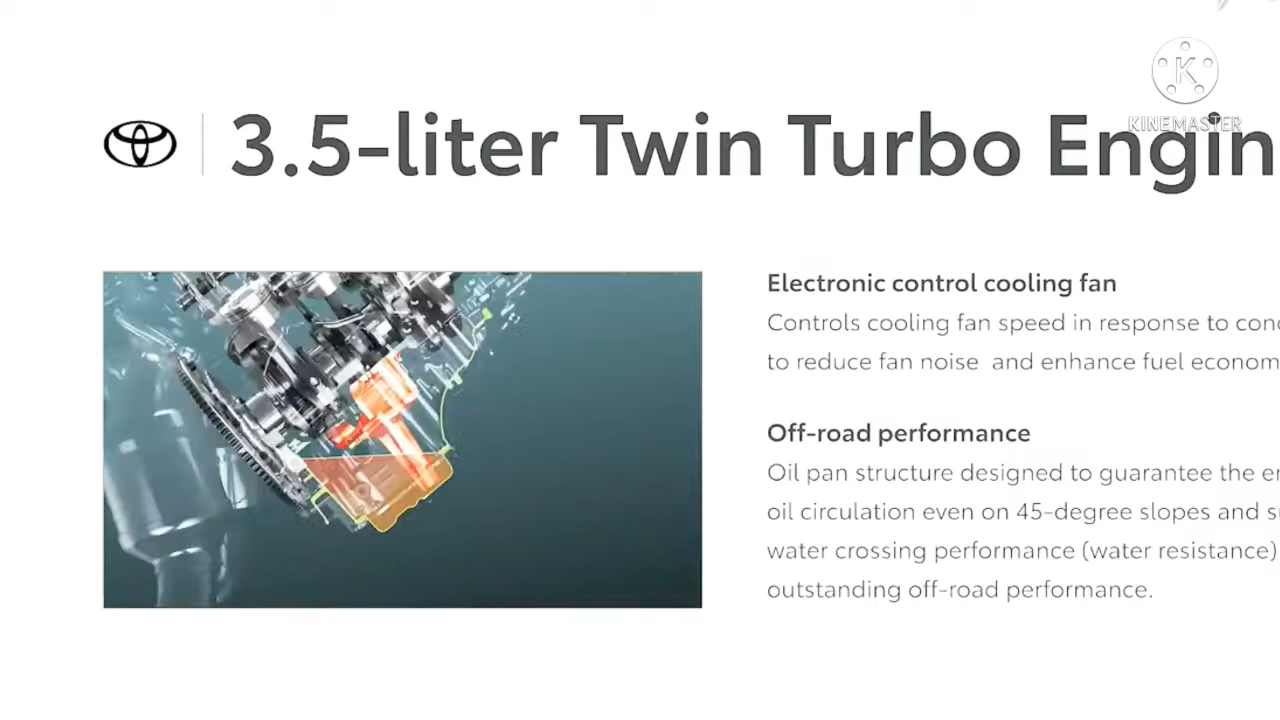 KINEMASTER
3.5-liter Twin Turbo Engin
Electronic control cooling fan
Controls cooling fan speed in response to
to reduce fan noise and enhance fuel econom
Off-road performance
Oil pan structure designed to guarantee the
oil circulation even on 45-degree slopes and
water crossing performance (water resistance)
outstanding off-road performance.